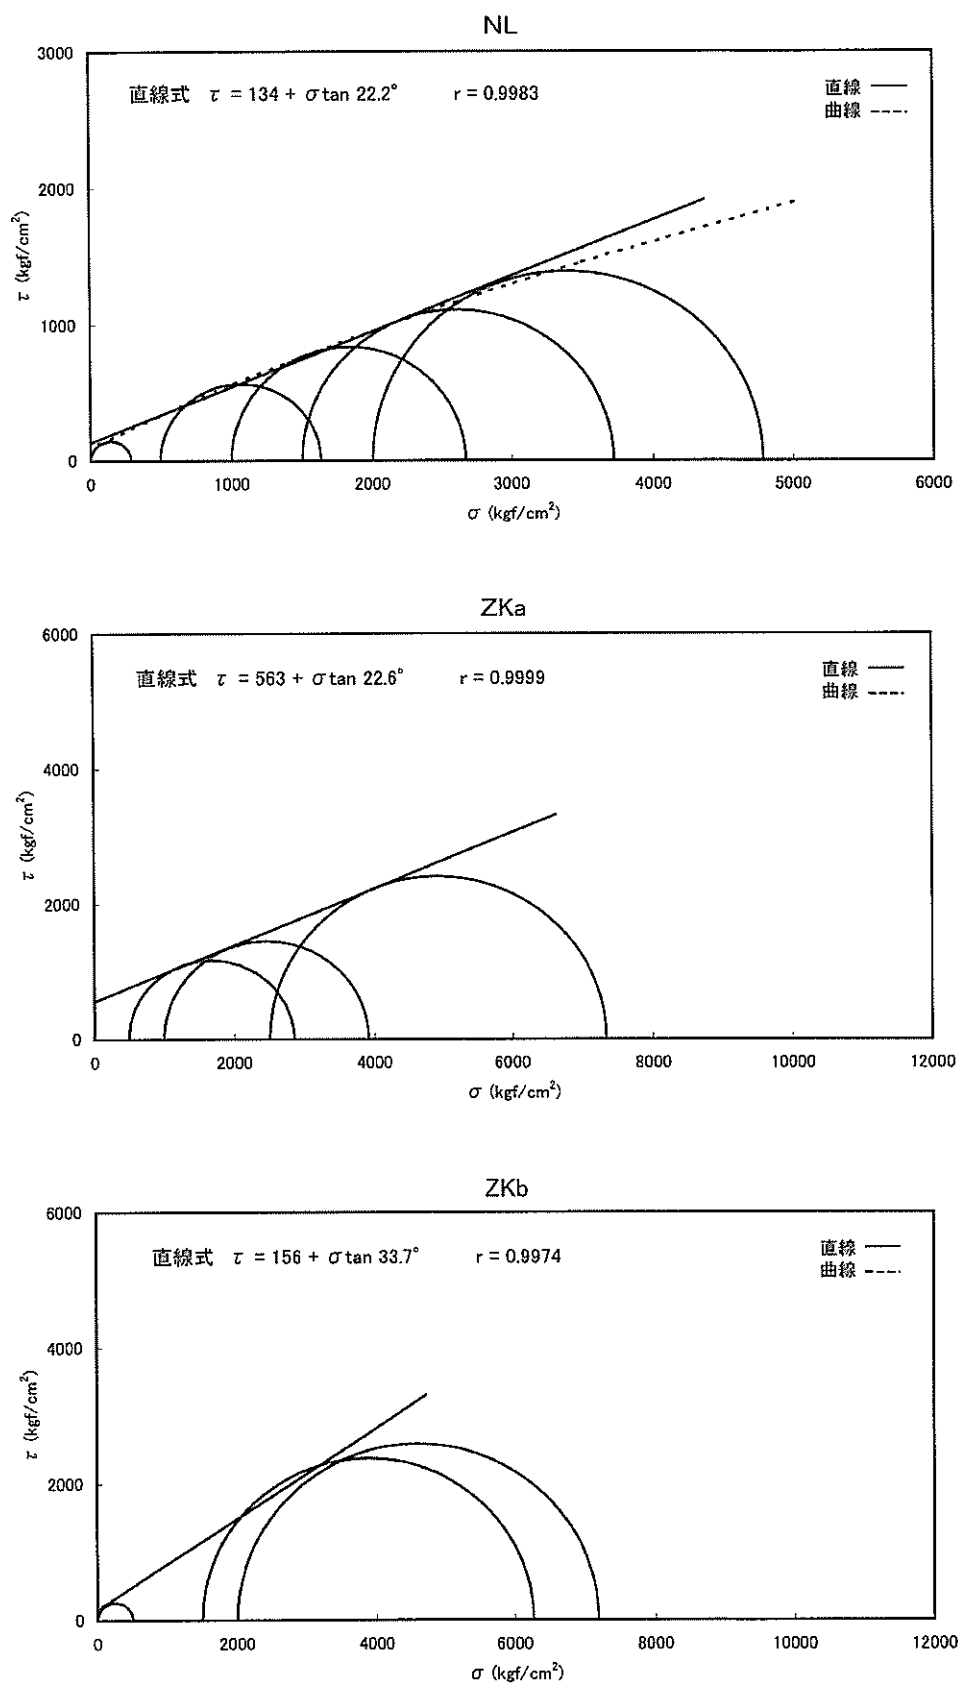 NL
3000
直線式 τ = 134 + σ tan 22.2° r = 0.9983
直線
曲線
2000
τ (kgf/cm²)
1000
0
0 1000 2000 3000 4000 5000 6000
σ (kgf/cm²)
ZKa
6000
直線式 τ = 563 + σ tan 22.6° r = 0.9999
直線
曲線
4000
τ (kgf/cm²)
2000
0
0 2000 4000 6000 8000 10000 12000
σ (kgf/cm²)
ZKb
6000
直線式 τ = 156 + σ tan 33.7° r = 0.9974
直線
曲線
4000
τ (kgf/cm²)
2000
0
0 2000 4000 6000 8000 10000 12000
σ (kgf/cm²)